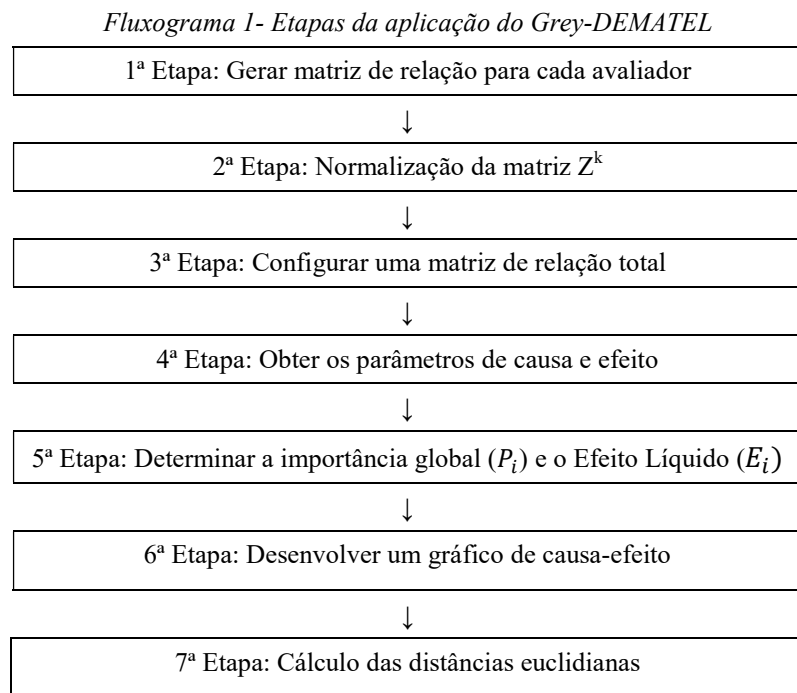 Fluxograma 1- Etapas da aplicação do Grey-DEMATEL
1ª Etapa: Gerar matriz de relação para cada avaliador
↓
2ª Etapa: Normalização da matriz Z^k
↓
3ª Etapa: Configurar uma matriz de relação total
↓
4ª Etapa: Obter os parâmetros de causa e efeito
↓
5ª Etapa: Determinar a importância global (P_i) e o Efeito Líquido (E_i)
↓
6ª Etapa: Desenvolver um gráfico de causa-efeito
↓
7ª Etapa: Cálculo das distâncias euclidianas